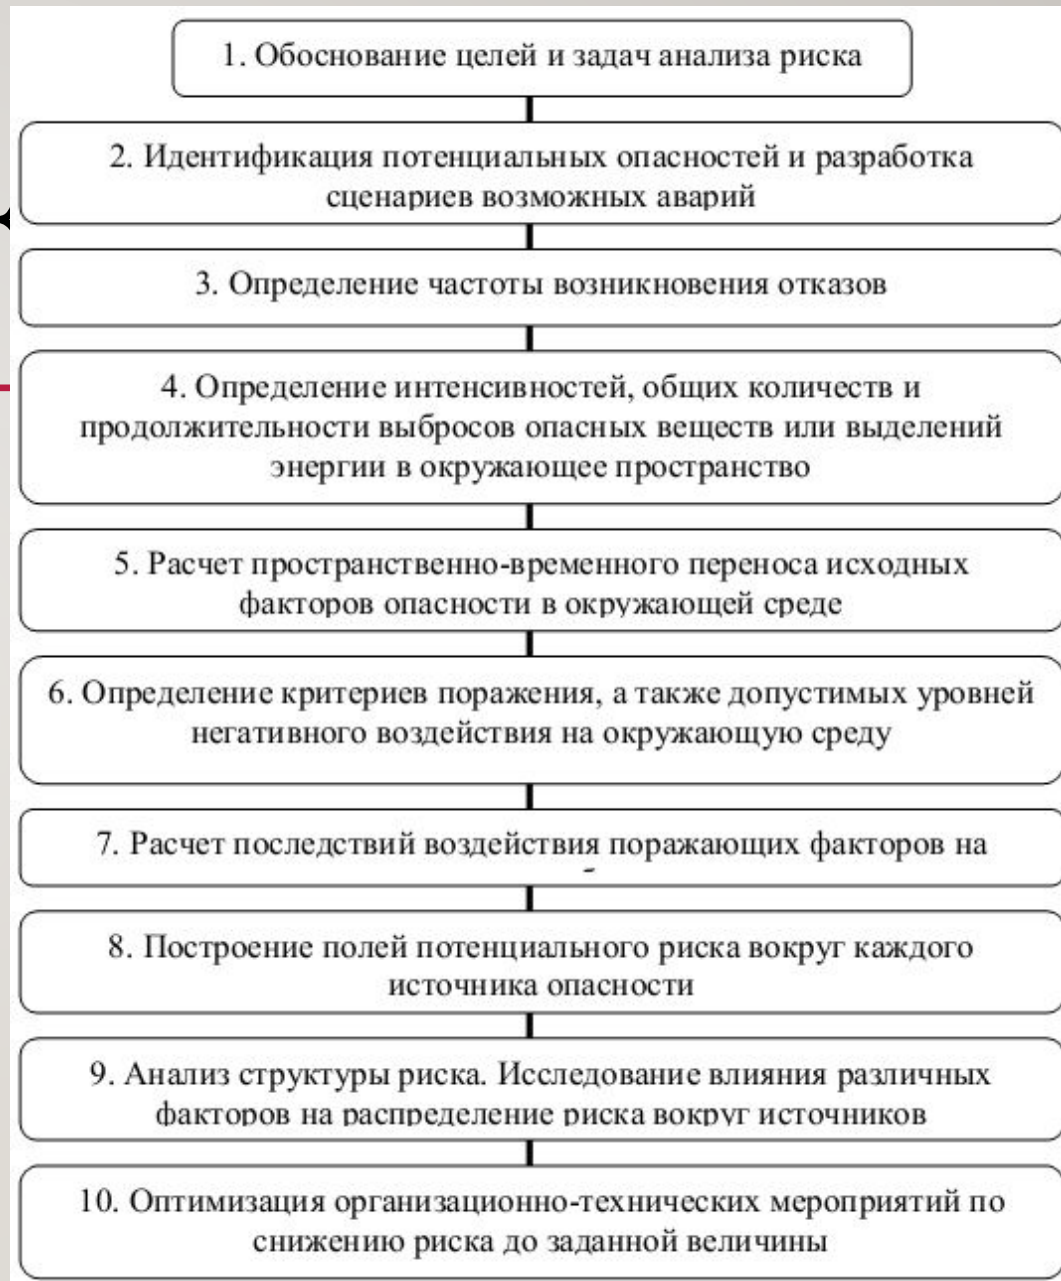 1. Обоснование целей и задач анализа риска
2. Идентификация потенциальных опасностей и разработка
сценариев возможных аварий
3. Определение частоты возникновения отказов
4. Определение интенсивностей, общих количеств и
продолжительности выбросов опасных веществ или выделений
энергии в окружающее пространство
5. Расчет пространственно-временного переноса исходных
факторов опасности в окружающей среде
6. Определение критериев поражения, а также допустимых уровней
негативного воздействия на окружающую среду
7. Расчет последствий воздействия поражающих факторов на
8. Построение полей потенциального риска вокруг каждого
источника опасности
9. Анализ структуры риска. Исследование влияния различных
факторов на распределение риска вокруг источников
10. Оптимизация организационно-технических мероприятий по
снижению риска до заданной величины